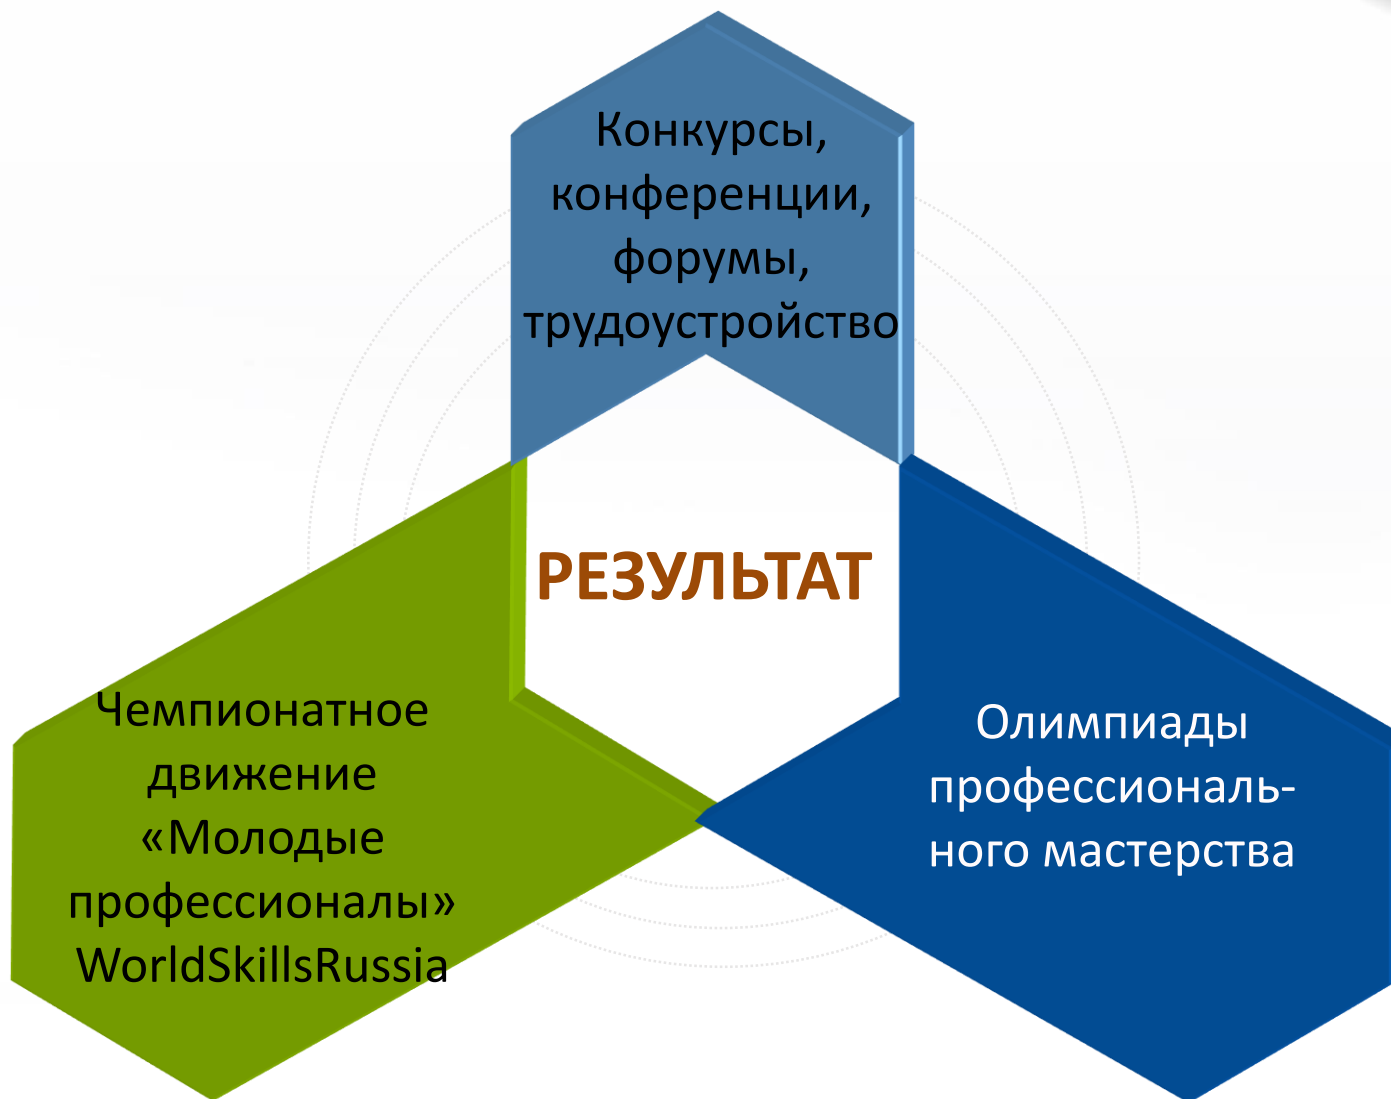 Конкурсы,
конференции,
форумы,
трудоустройство
РЕЗУЛЬТАТ
Чемпионатное
движение
«Молодые
профессионалы»
WorldSkillsRussia
Олимпиады
профессиональ-
ного мастерства